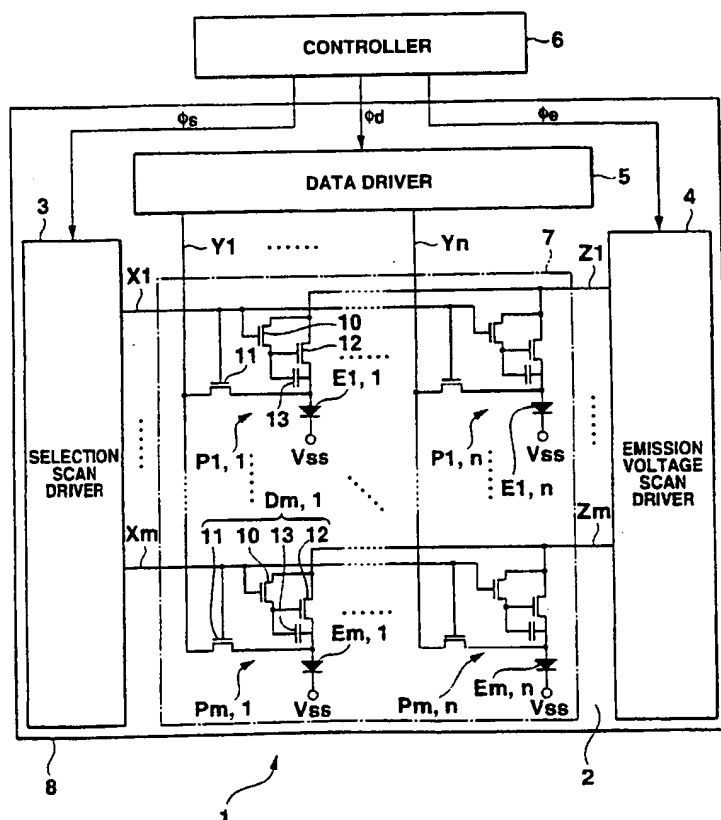 CONTROLLER
6
ϕs
ϕd
ϕe
DATA DRIVER
5
3
4
Y1
Yn
7
X1
Z1
10
12
11
E1, 1
13
P1, 1
Vss
P1, n
Vss
E1, n
SELECTION
SCAN
DRIVER
EMISSION
VOLTAGE
SCAN
DRIVER
Dm, 1
Xm
11
10
13
12
Zm
Em, 1
Em, n
Pm, 1
Vss
Pm, n
Vss
8
2
1